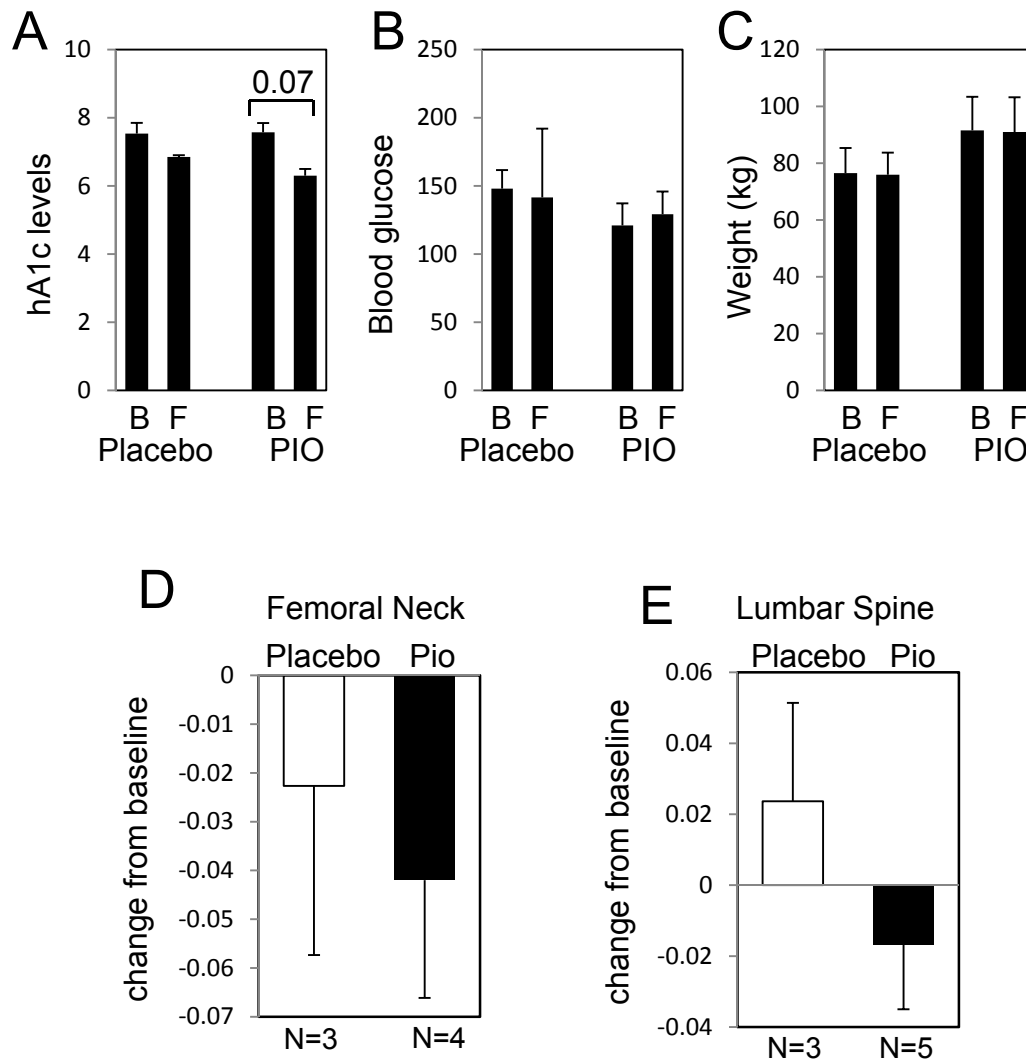 A
10
8
6
4
2
0
hA1c levels
0.07
B F B F
Placebo PIO
B
250
200
150
100
50
0
Blood glucose
B F B F
Placebo PIO
C
120
100
80
60
40
20
0
Weight (kg)
B F B F
Placebo PIO
D
Femoral Neck
Placebo Pio
0
-0.01
-0.02
-0.03
-0.04
-0.05
-0.06
-0.07
change from baseline
N=3 N=4
E
Lumbar Spine
Placebo Pio
0.06
0.04
0.02
0
-0.02
-0.04
change from baseline
N=3 N=5